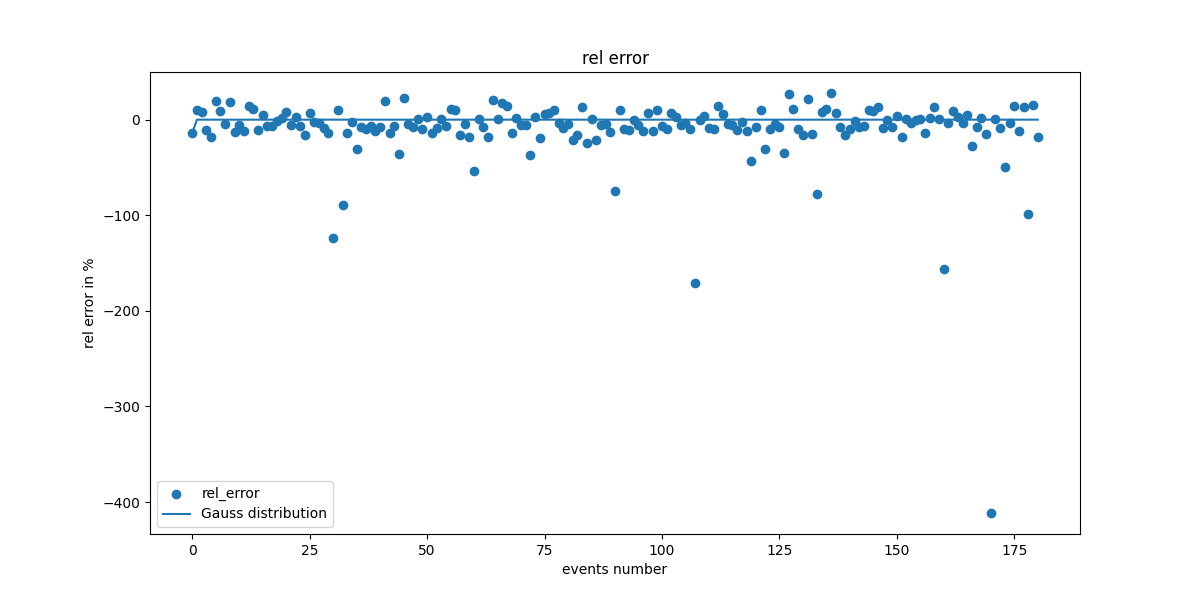 rel error
rel error in %
0
−100
−200
−300
−400
rel_error
Gauss distribution
0
25
50
75
100
125
150
175
events number